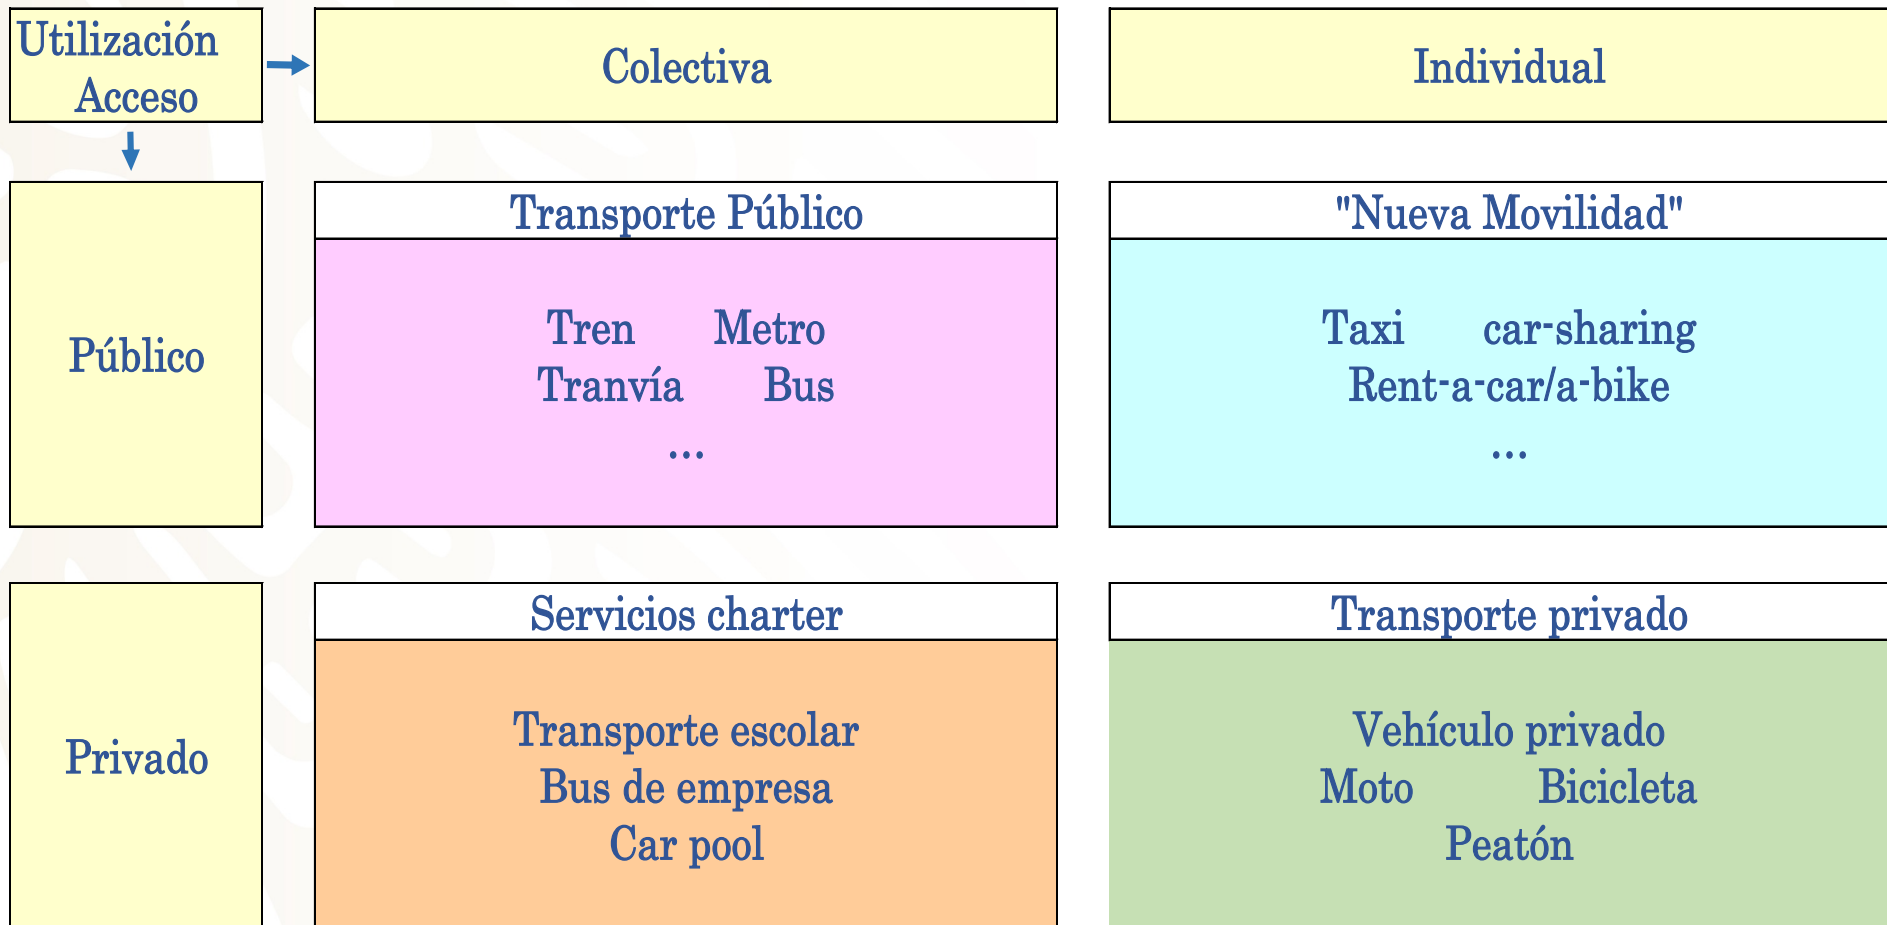 Utilización
Acceso
Colectiva
Individual
Público
Transporte Público
Tren Metro
Tranvía Bus
...
"Nueva Movilidad"
Taxi car-sharing
Rent-a-car/a-bike
...
Privado
Servicios charter
Transporte escolar
Bus de empresa
Car pool
Transporte privado
Vehículo privado
Moto Bicicleta
Peatón